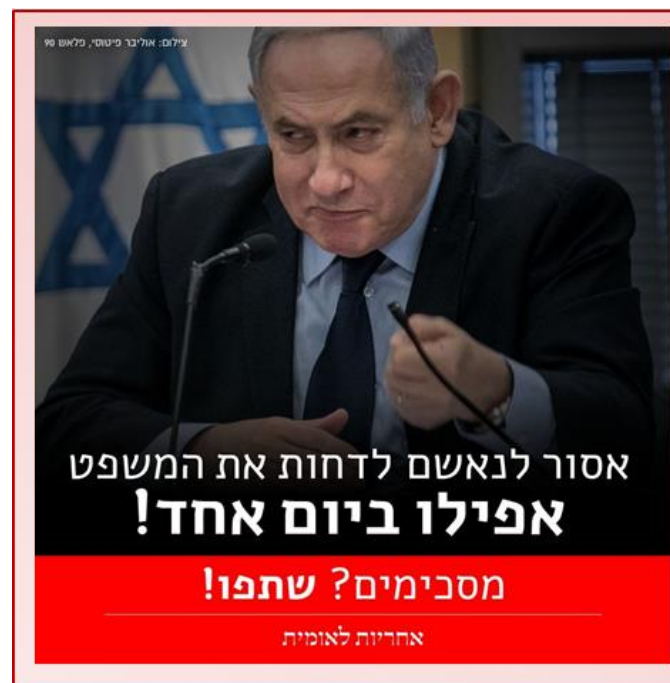 צילום: אוליבר פיטוסי, פלאש 90
אסור לנאשם לדחות את המשפט
אפילו ביום אחד!
מסכימים? שתפו!
אחריות לאומית